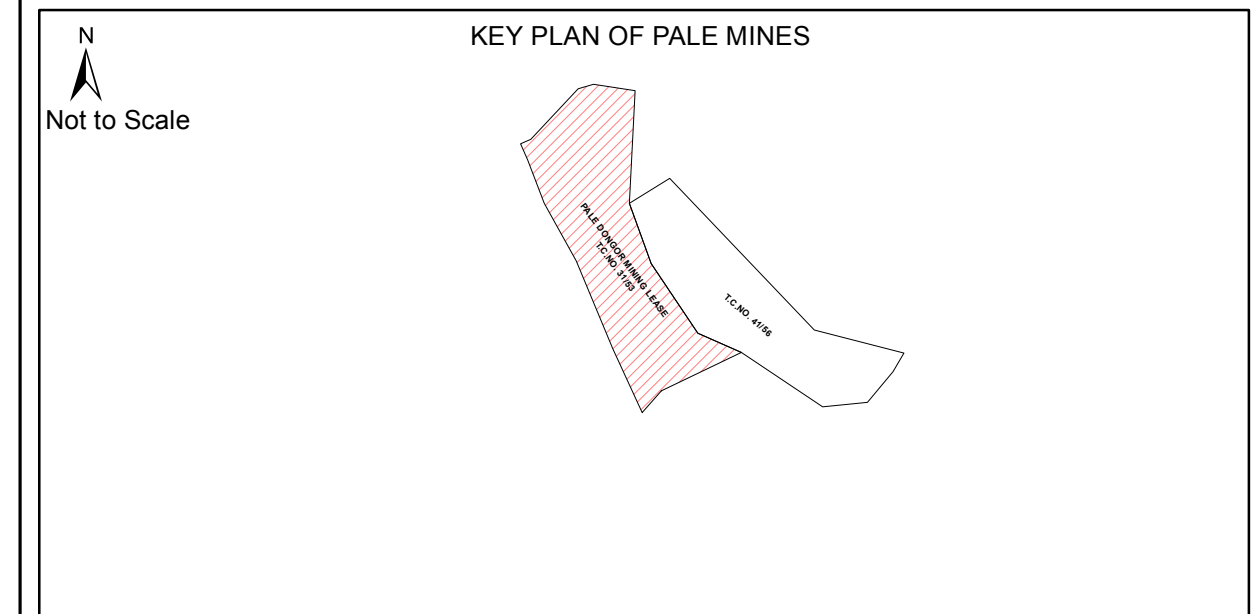 KEY PLAN OF PALE MINES
N
Not to Scale
PALE DONGOR MINING LEASE
T.C.NO. 31/53
T.C.NO. 41/56